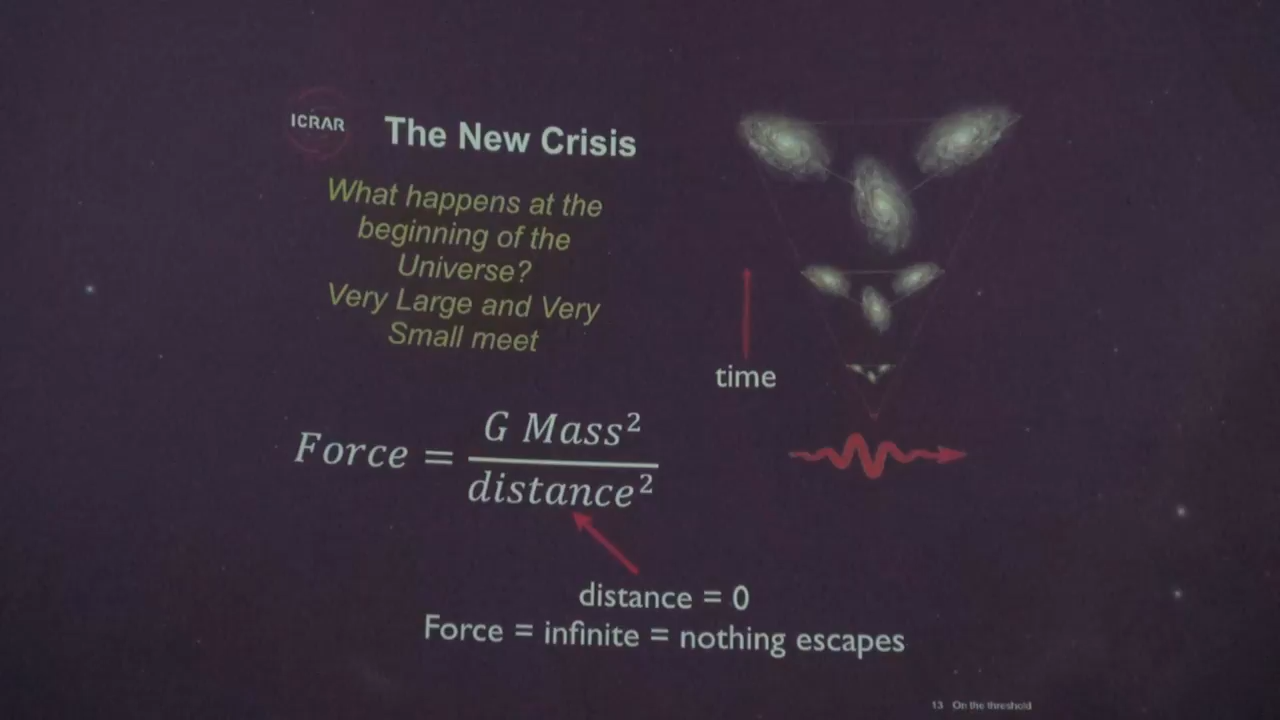 ICRAR
The New Crisis
What happens at the
beginning of the
Universe?
Very Large and Very
Small meet
time
Force = G Mass² / distance²
distance = 0
Force = infinite = nothing escapes
13 On the threshold